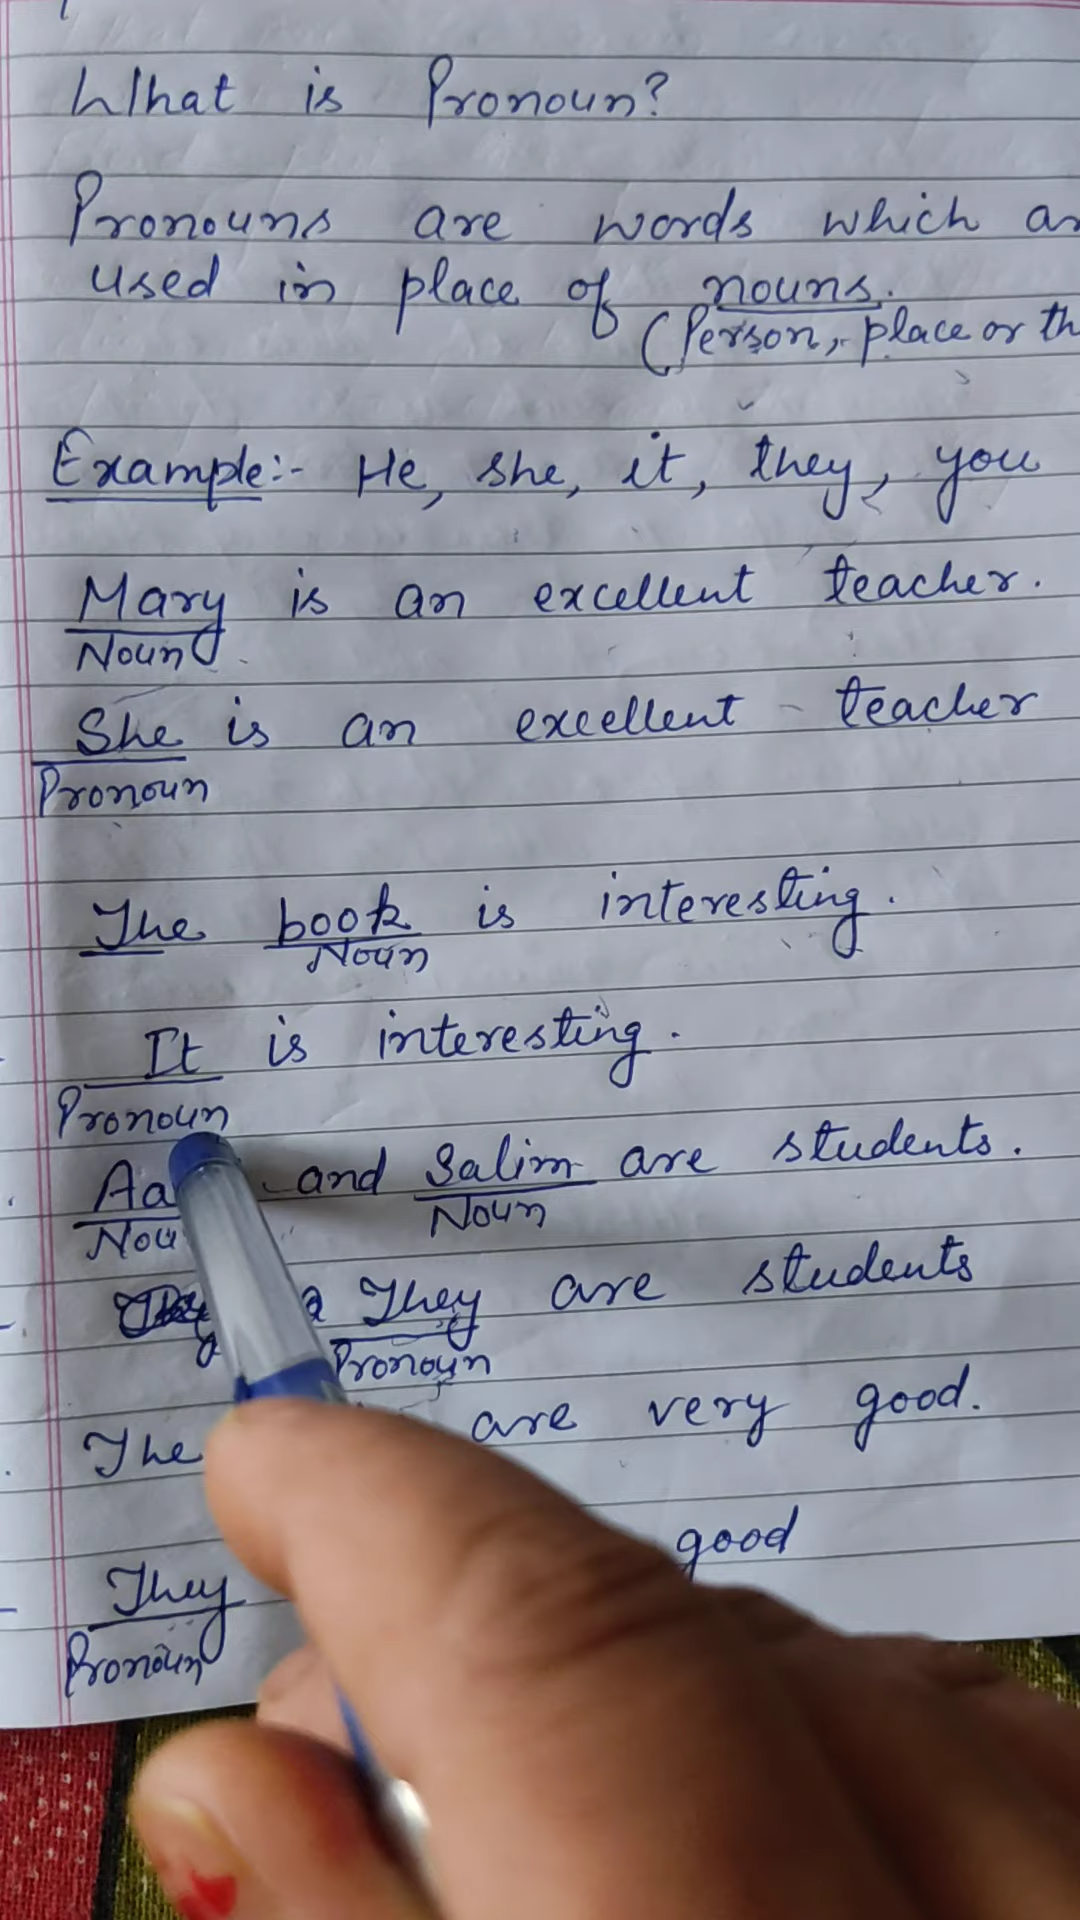 What is Pronoun?
Pronouns are words which
used in place of nouns.
(Person, place or
Example:- He, she, it, they, you
Mary is an excellent teacher.
Noun
She is an excellent teacher
Pronoun
The book is interesting.
Noun
It is interesting.
Pronoun
and Salim are students.
Noun
They are students
Pronoun
are very good.
They good
Pronoun